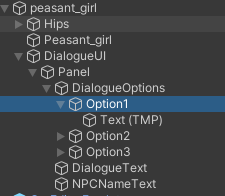 peasant_girl
Hips
Peasant_girl
DialogueUI
Panel
DialogueOptions
Option1
Text (TMP)
Option2
Option3
DialogueText
NPCNameText